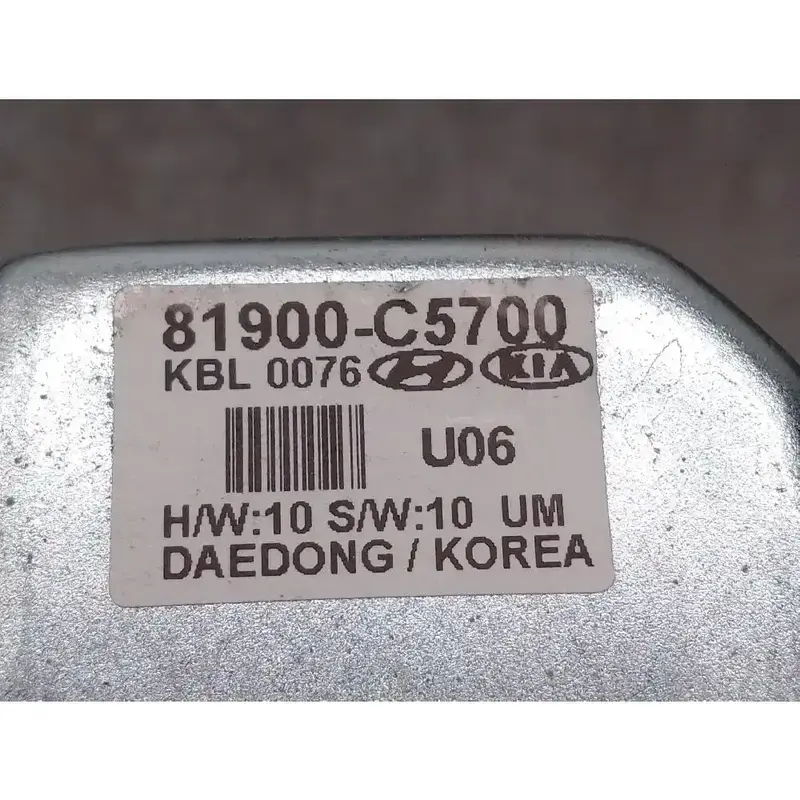 81900-C5700
KBL 0076 H KIA
U06
H/W:10 S/W:10 UM
DAEDONG / KOREA